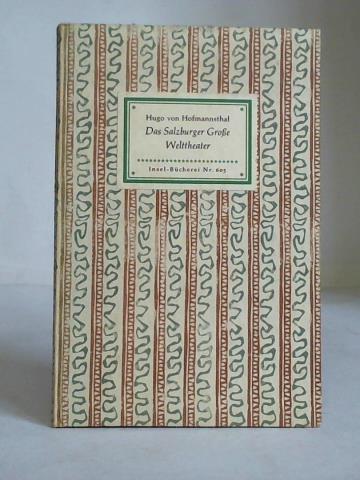 Hugo von Hofmannsthal
Das Salzburger Große
Welttheater
Insel-Bücherei Nr. 605